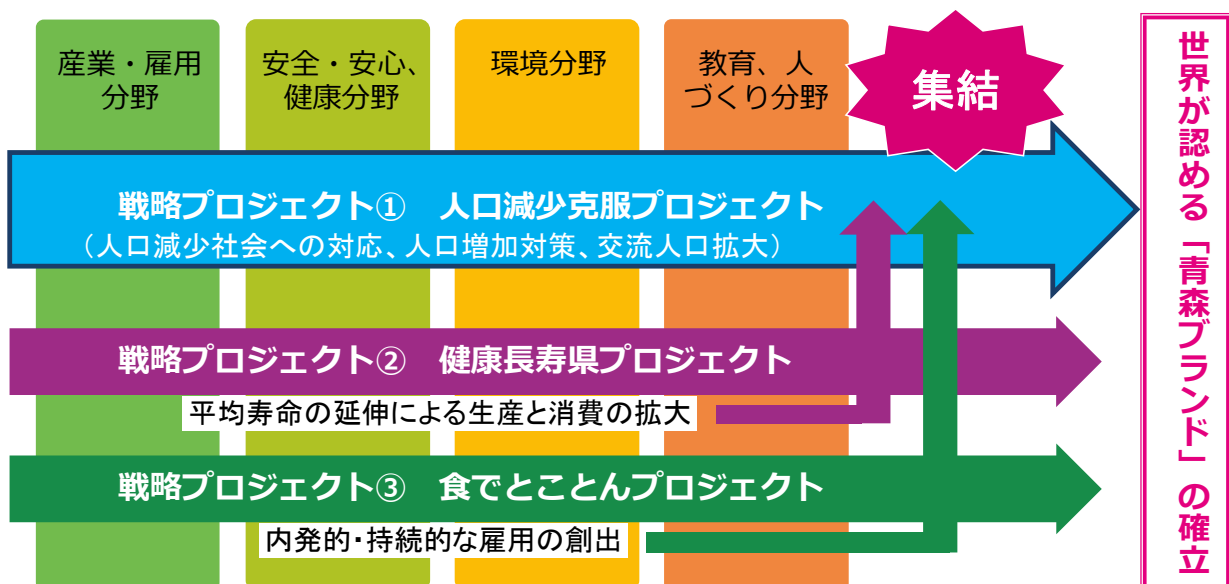 産業・雇用
分野
安全・安心、
健康分野
環境分野
教育、人
づくり分野
集結
戦略プロジェクト①　人口減少克服プロジェクト
（人口減少社会への対応、人口増加対策、交流人口拡大）
戦略プロジェクト②　健康長寿県プロジェクト
平均寿命の延伸による生産と消費の拡大
戦略プロジェクト③　食でとことんプロジェクト
内発的・持続的な雇用の創出
世界が認める「青森ブランド」の確立